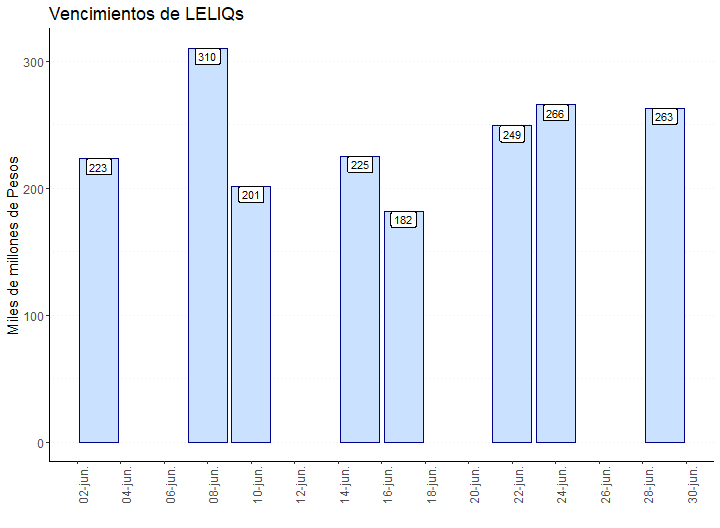 Vencimientos de LELIQs
Miles de millones de Pesos
300
200
100
0
223
310
201
225
182
249
266
263
02-jun.
04-jun.
06-jun.
08-jun.
10-jun.
12-jun.
14-jun.
16-jun.
18-jun.
20-jun.
22-jun.
24-jun.
26-jun.
28-jun.
30-jun.